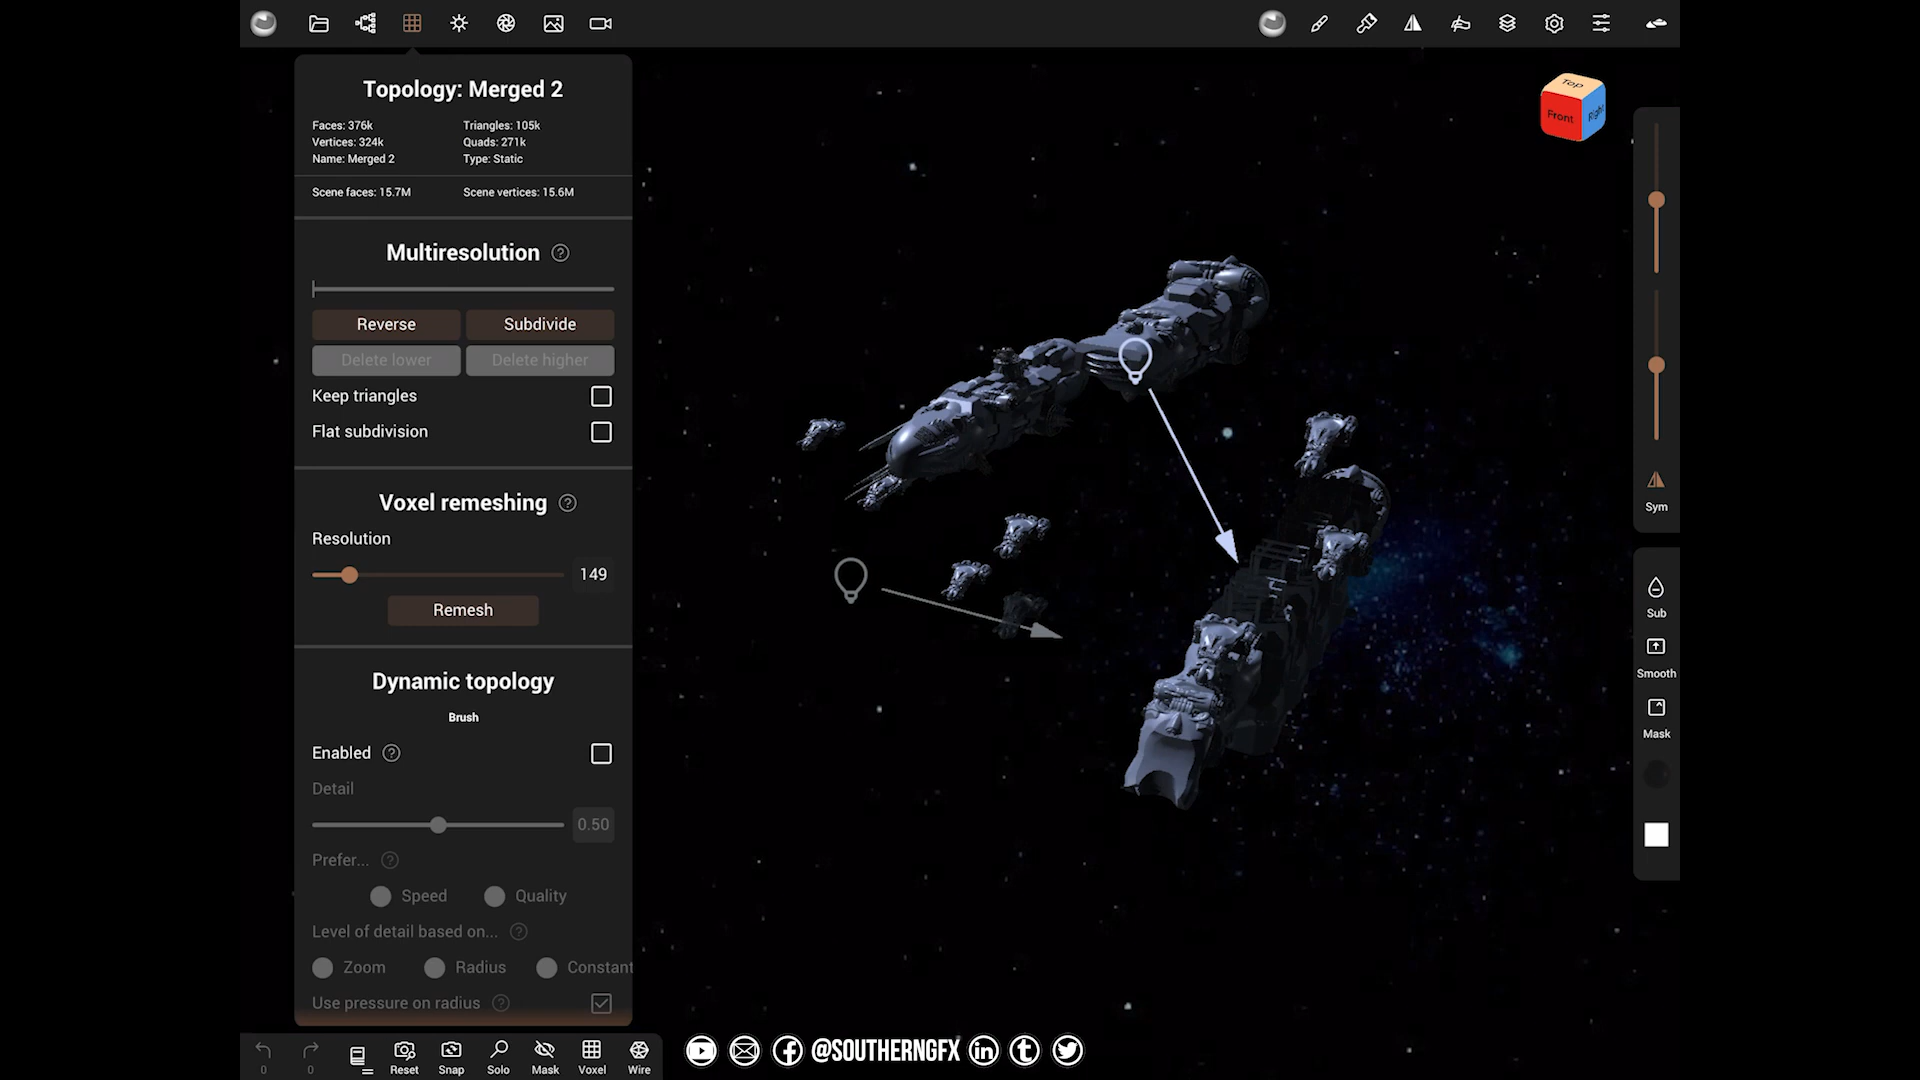 Topology: Merged 2
Faces: 376k
Triangles: 105k
Vertices: 324k
Quads: 271k
Name: Merged 2
Type: Static
Scene faces: 15.7M
Scene vertices: 15.6M
Multiresolution ?
Reverse
Subdivide
Delete lower
Delete higher
Keep triangles
Flat subdivision
Voxel remeshing ?
Resolution
149
Remesh
Dynamic topology
Brush
Enabled ?
Detail
0.50
Prefer... ?
Speed
Quality
Level of detail based on... ?
Zoom
Radius
Constant
Use pressure on radius ?
Top
Front
Right
Sym
Sub
Smooth
Mask
0
0
Reset
Snap
Solo
Mask
Voxel
Wire
@SOUTHERNGFX